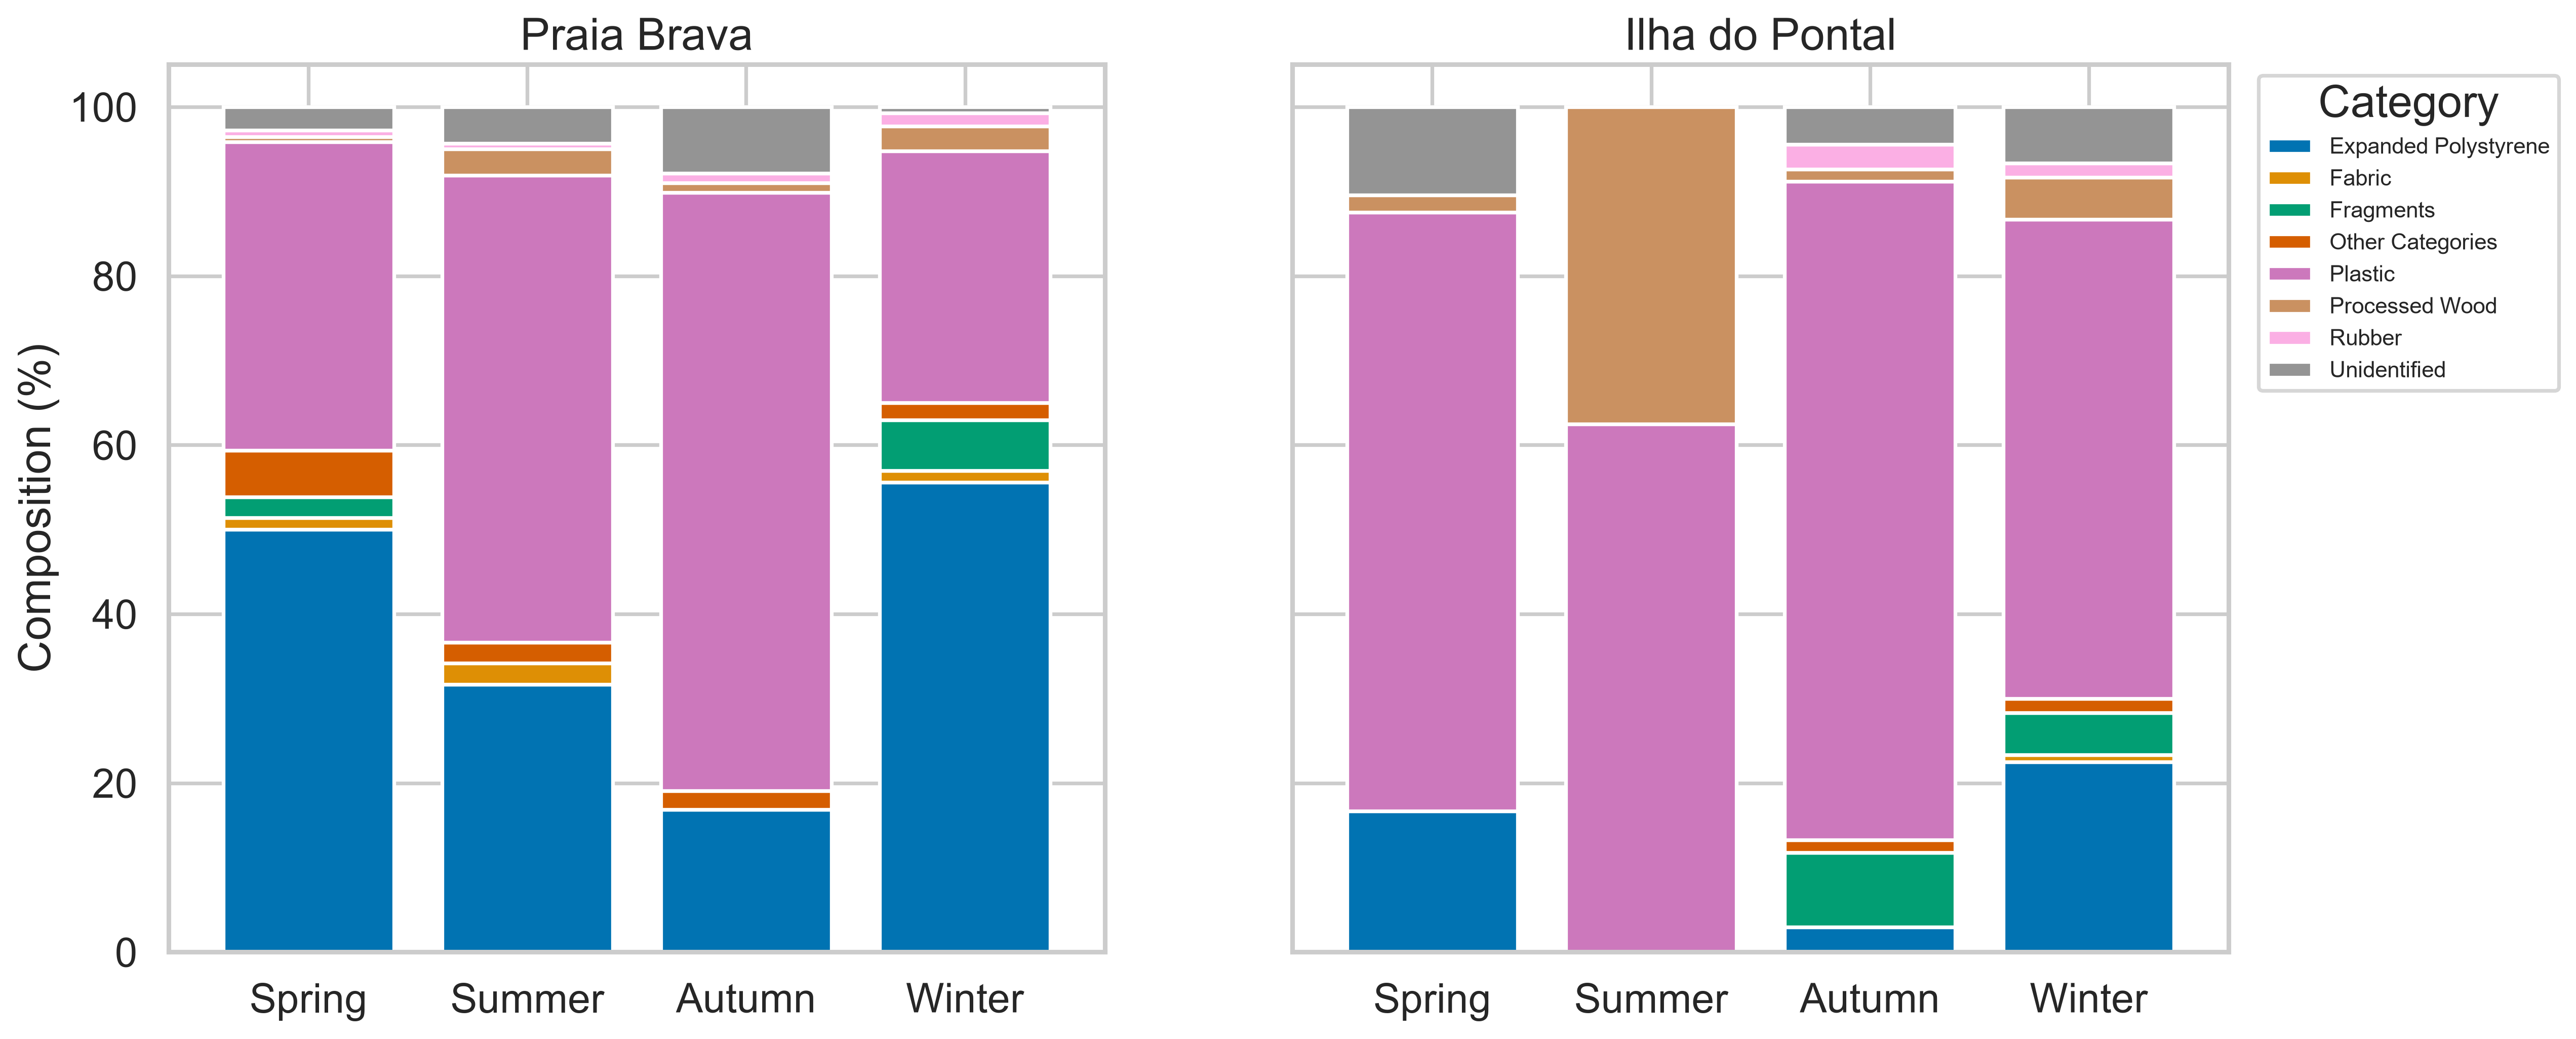 Praia Brava
Ilha do Pontal
Composition (%)
100
80
60
40
20
0
Spring
Summer
Autumn
Winter
Spring
Summer
Autumn
Winter
Category
Expanded Polystyrene
Fabric
Fragments
Other Categories
Plastic
Processed Wood
Rubber
Unidentified